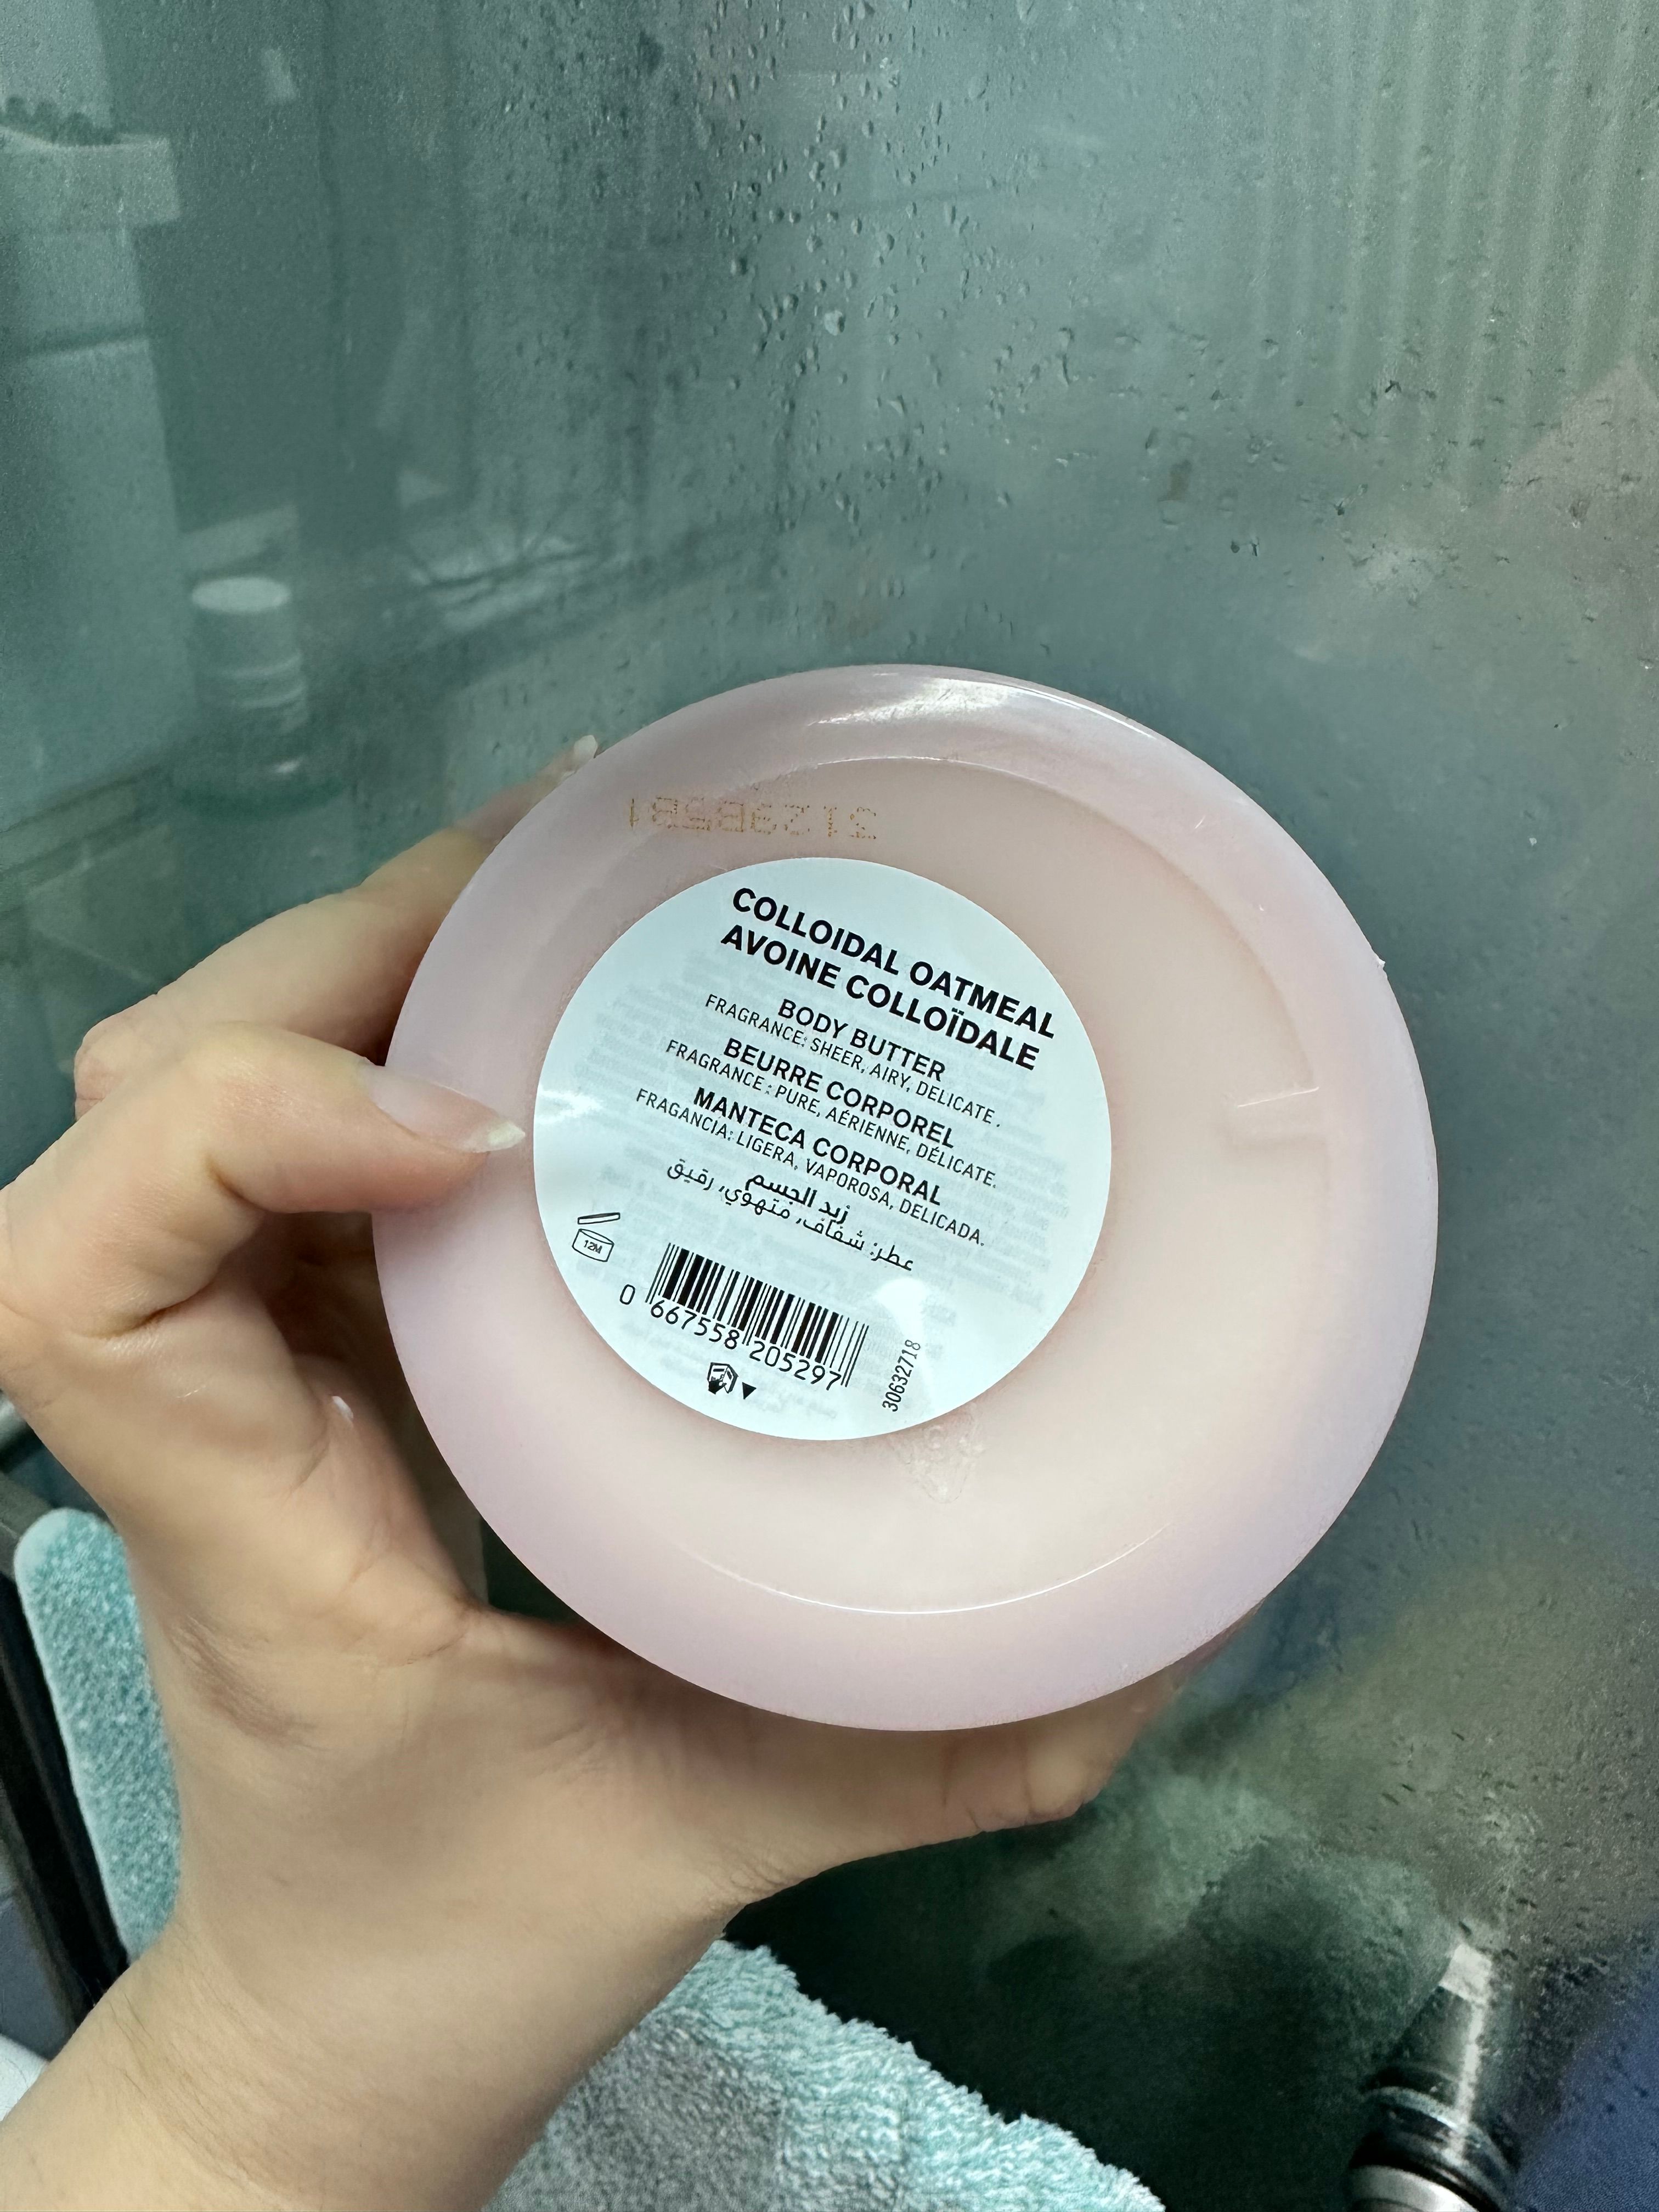 COLLOIDAL OATMEAL
AVOINE COLLOÏDALE
BODY BUTTER
FRAGRANCE: SHEER, AIRY, DELICATE.
BEURRE CORPOREL
FRAGRANCE : PURE, AÉRIENNE, DÉLICATE.
MANTECA CORPORAL
FRAGANCIA: LIGERA, VAPOROSA, DELICADA.
زبد الجسم
عطر: شفاف، متهوي، رقيق
12M
0 667558 205297
30632718